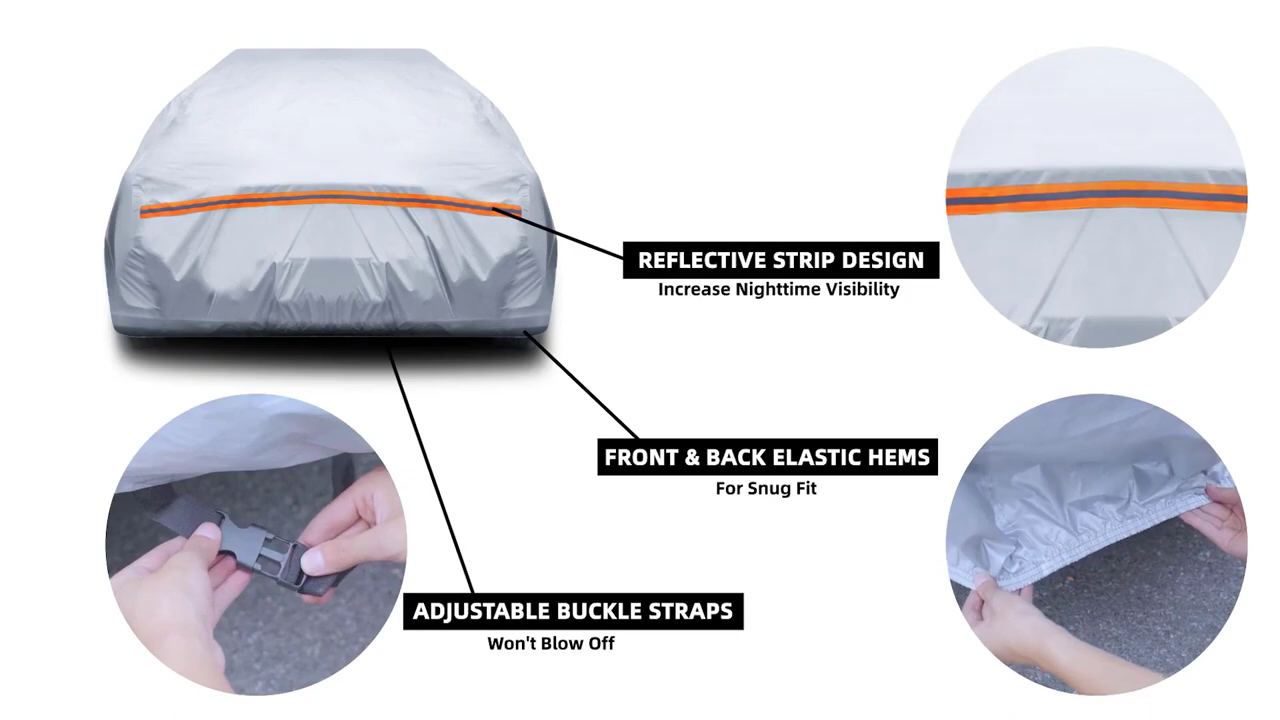 REFLECTIVE STRIP DESIGN
Increase Nighttime Visibility
FRONT & BACK ELASTIC HEMS
For Snug Fit
ADJUSTABLE BUCKLE STRAPS
Won't Blow Off